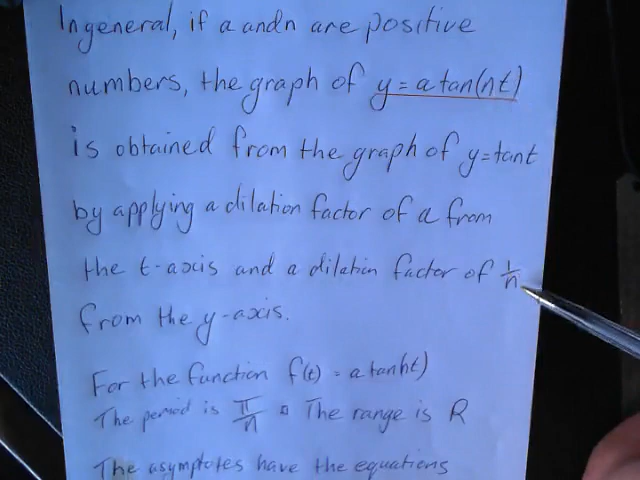 In general, if a and n are positive
numbers, the graph of y = a tan(nt)
is obtained from the graph of y = tan t
by applying a dilation factor of a from
the t-axis and a dilation factor of 1/n
from the y-axis.
For the function f(t) = a tan(nt)
The period is π/n ▫ The range is R
The asymptotes have the equations